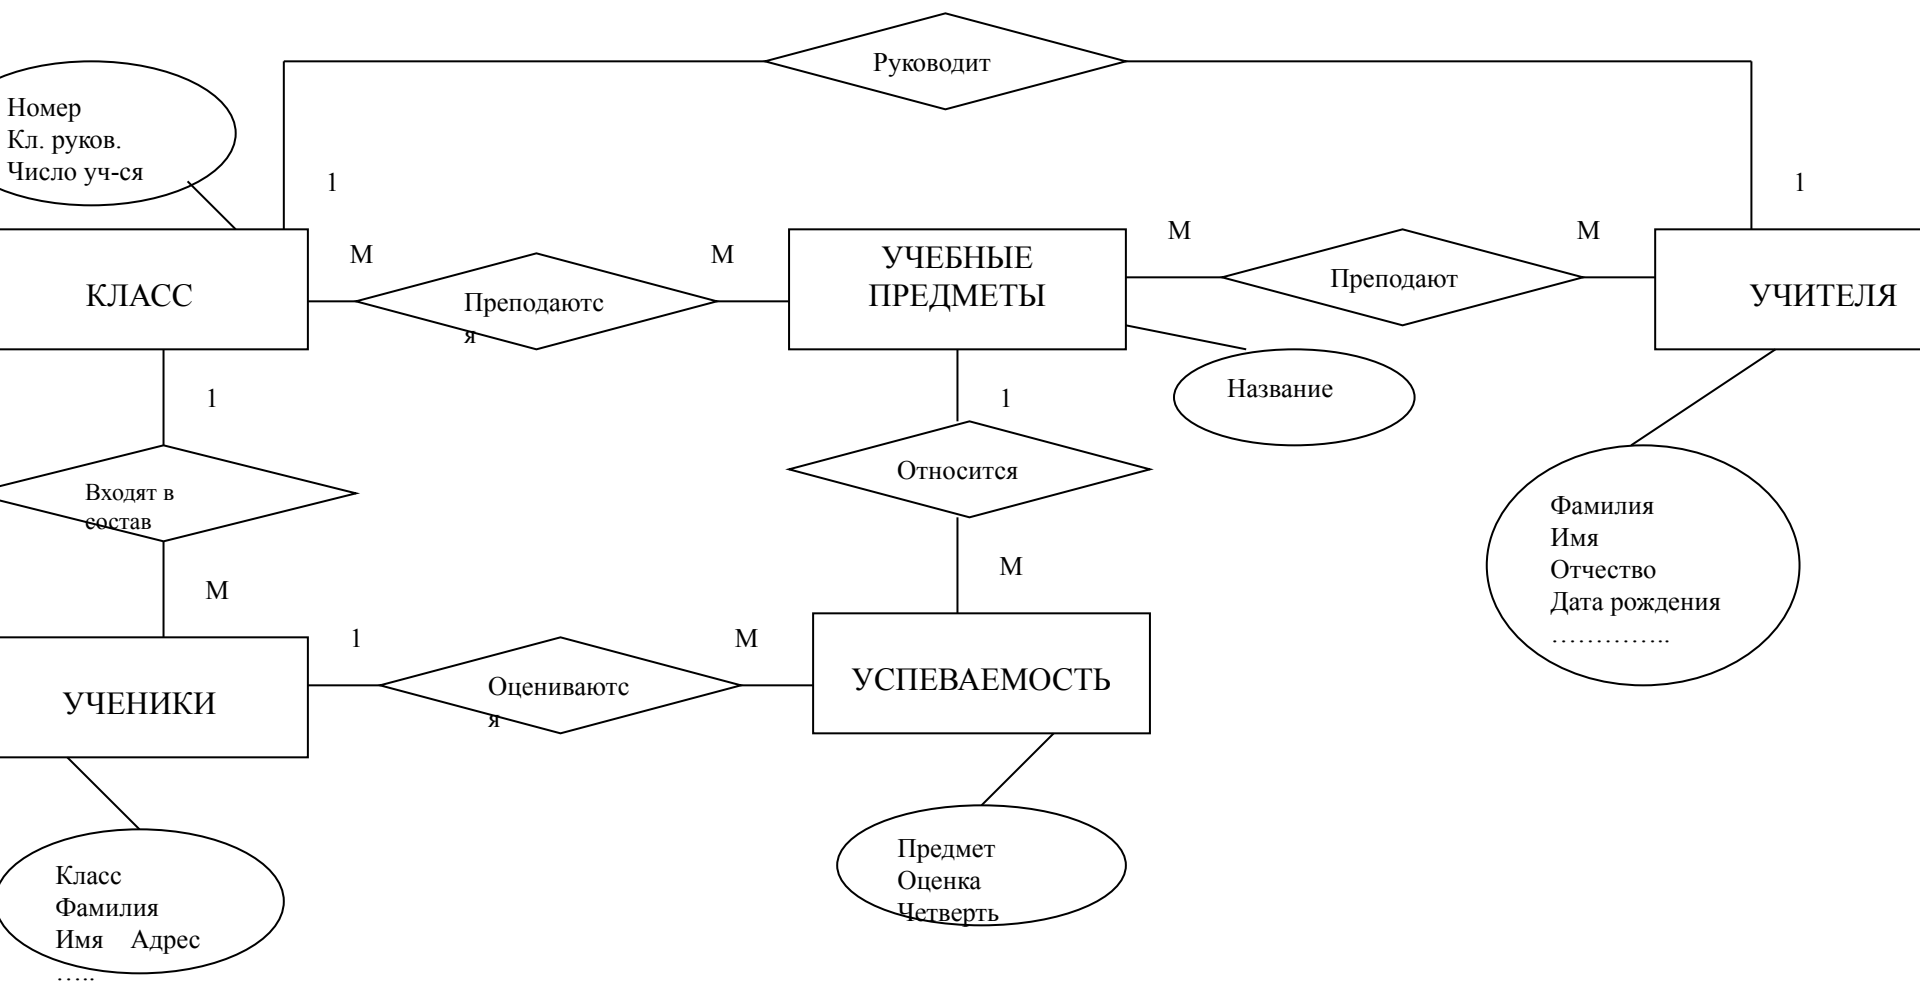 Руководит
Номер
Кл. руков.
Число уч-ся
1
1
М
М
М
М
КЛАСС
Преподаютс
я
УЧЕБНЫЕ
ПРЕДМЕТЫ
Преподают
УЧИТЕЛЯ
1
1
Название
Входят в
состав
Относится
Фамилия
Имя
Отчество
Дата рождения
…………..
М
М
1
М
УЧЕНИКИ
Оцениваютс
я
УСПЕВАЕМОСТЬ
Класс
Фамилия
Имя    Адрес
…..
Предмет
Оценка
Четверть